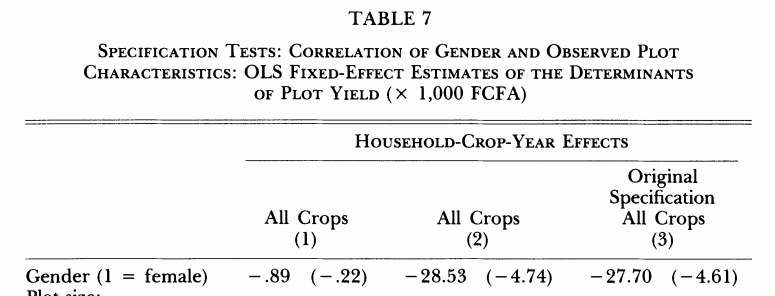 TABLE 7
SPECIFICATION TESTS: CORRELATION OF GENDER AND OBSERVED PLOT
CHARACTERISTICS: OLS FIXED-EFFECT ESTIMATES OF THE DETERMINANTS
OF PLOT YIELD (× 1,000 FCFA)
HOUSEHOLD-CROP-YEAR EFFECTS
Original
Specification
All Crops All Crops All Crops
(1) (2) (3)
Gender (1 = female) −.89 (−.22) −28.53 (−4.74) −27.70 (−4.61)
Plot size: